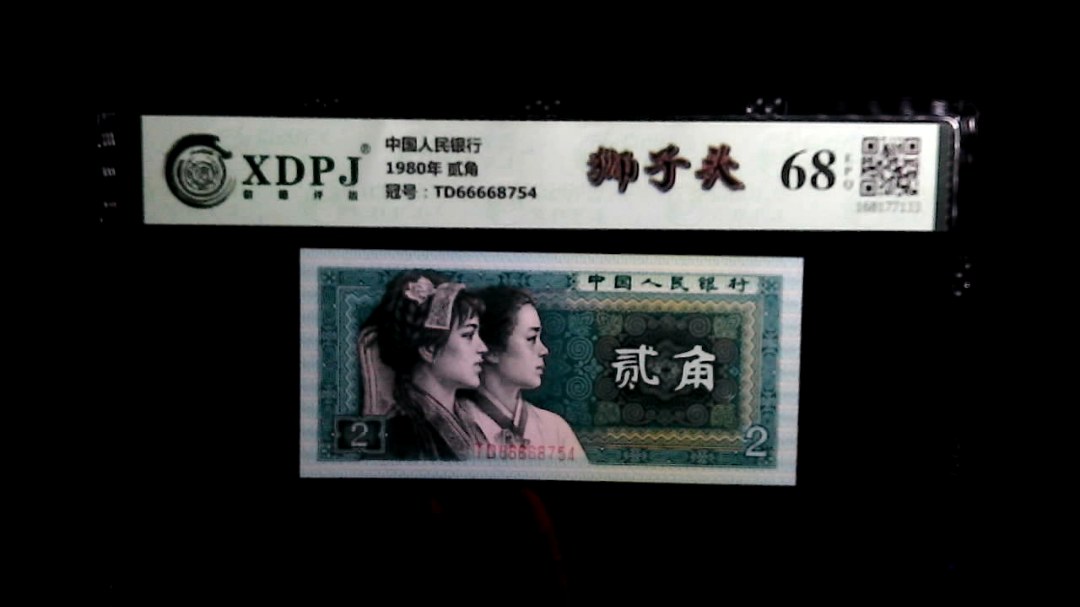 XDPJ®
中国人民银行
1980年 贰角
冠号：TD66668754
狮子头
68
EPQ
168177133
中国人民银行
贰角
2
2
TD66668754